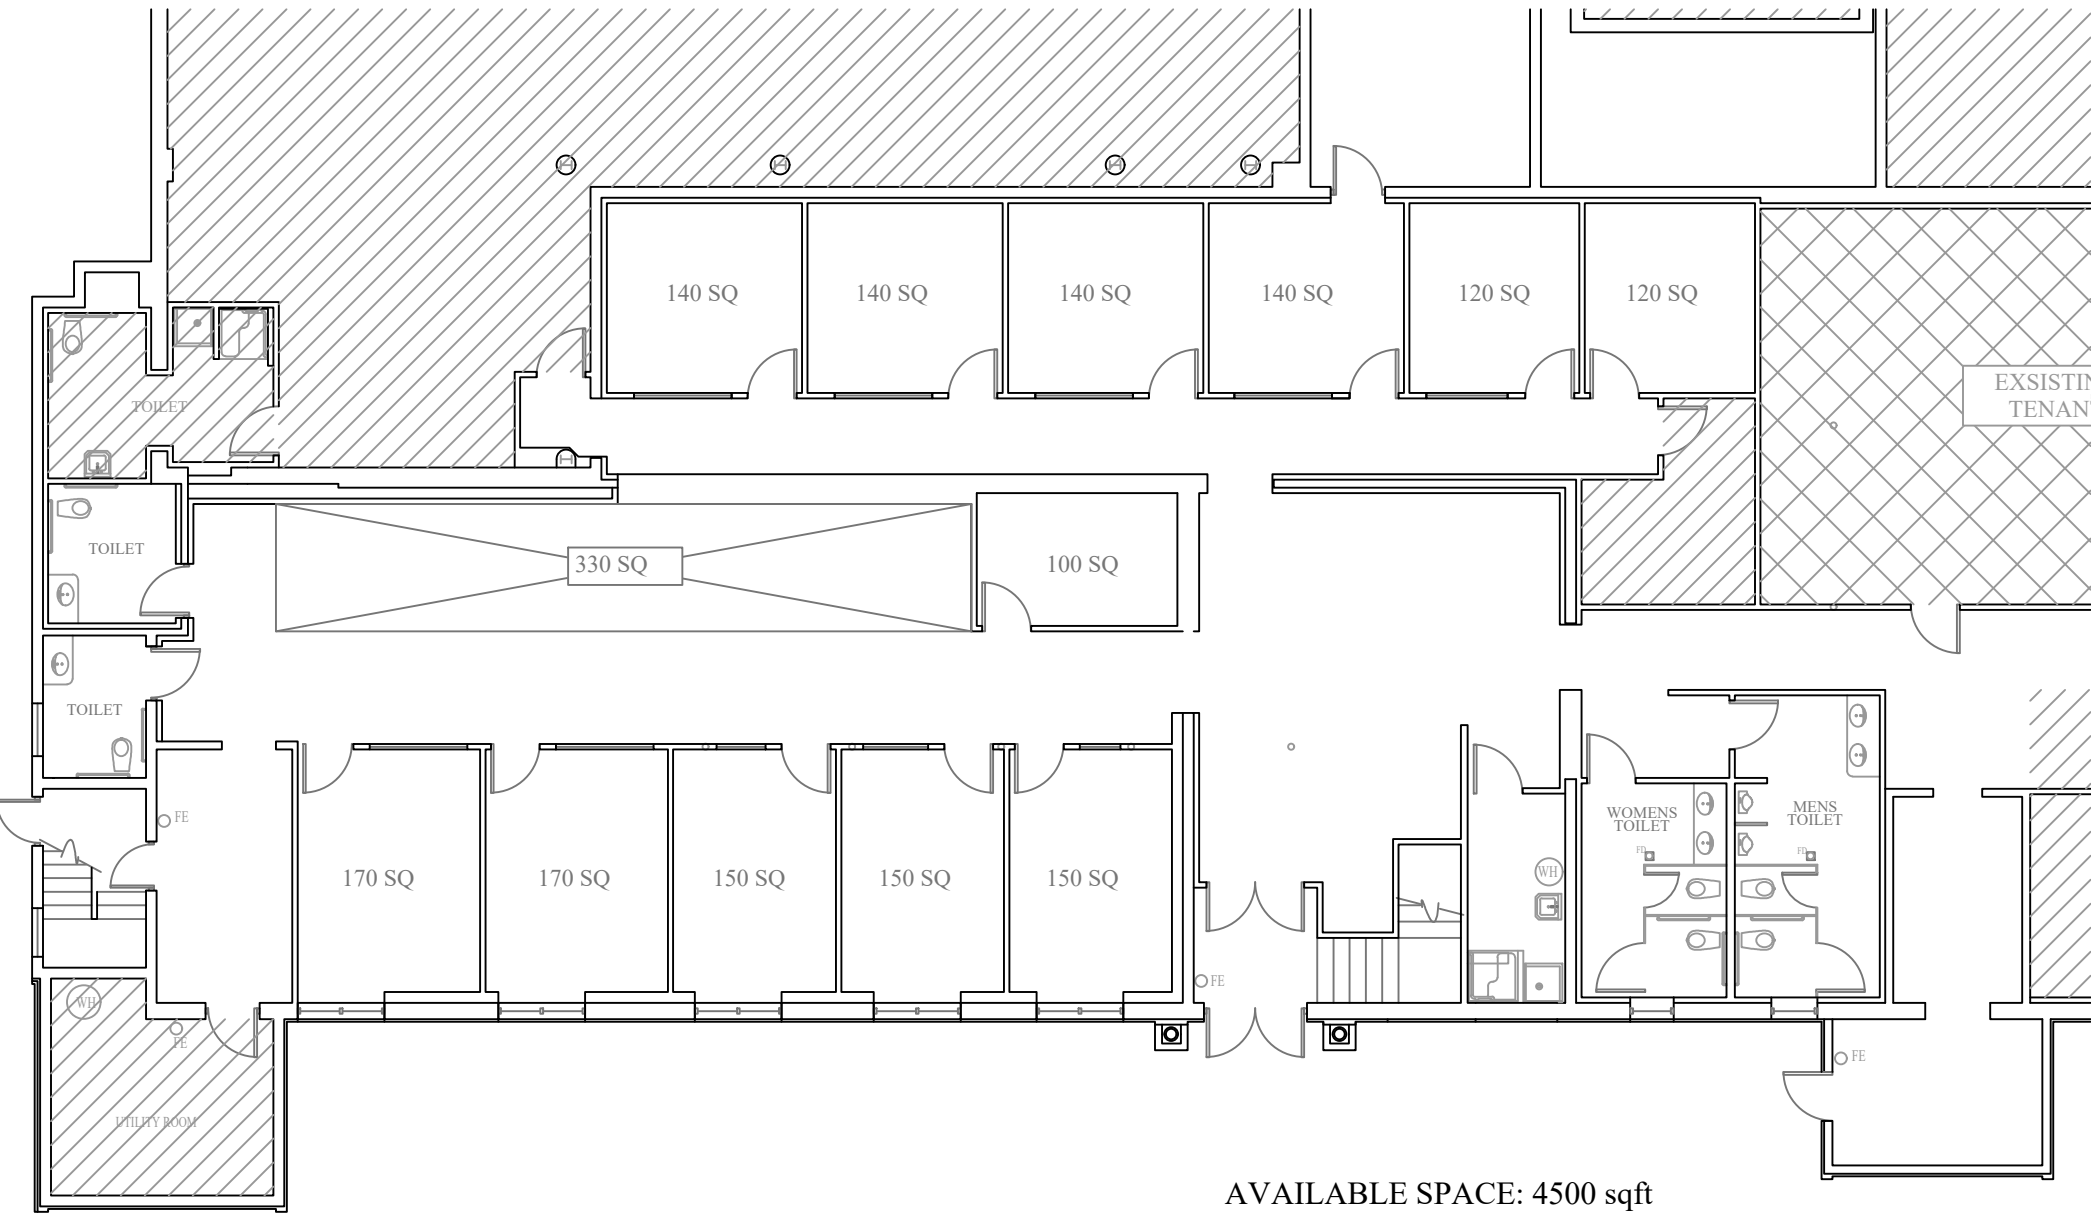 140 SQ
140 SQ
140 SQ
140 SQ
120 SQ
120 SQ
EXSISTIN
TENANT
TOILET
TOILET
330 SQ
100 SQ
TOILET
FE
WOMENS
TOILET
MENS
TOILET
FD
FD
170 SQ
170 SQ
150 SQ
150 SQ
150 SQ
WH
FE
WH
FE
FE
UTILITY ROOM
AVAILABLE SPACE: 4500 sqft